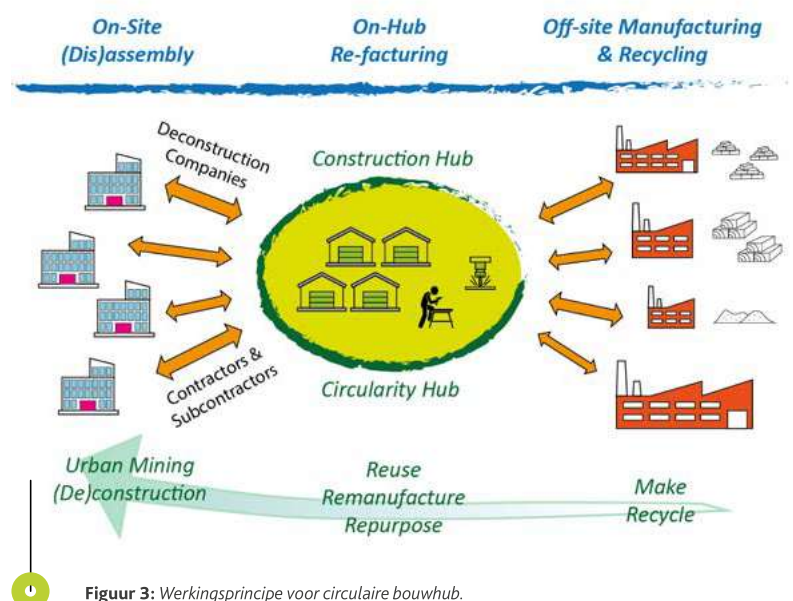 On-Site
(Dis)assembly
On-Hub
Re-facturing
Off-site Manufacturing
& Recycling
Deconstruction
Companies
Construction Hub
Contractors &
Subcontractors
Circularity Hub
Urban Mining
(De)construction
Reuse
Remanufacture
Repurpose
Make
Recycle
Figuur 3: Werkingsprincipe voor circulaire bouwhub.